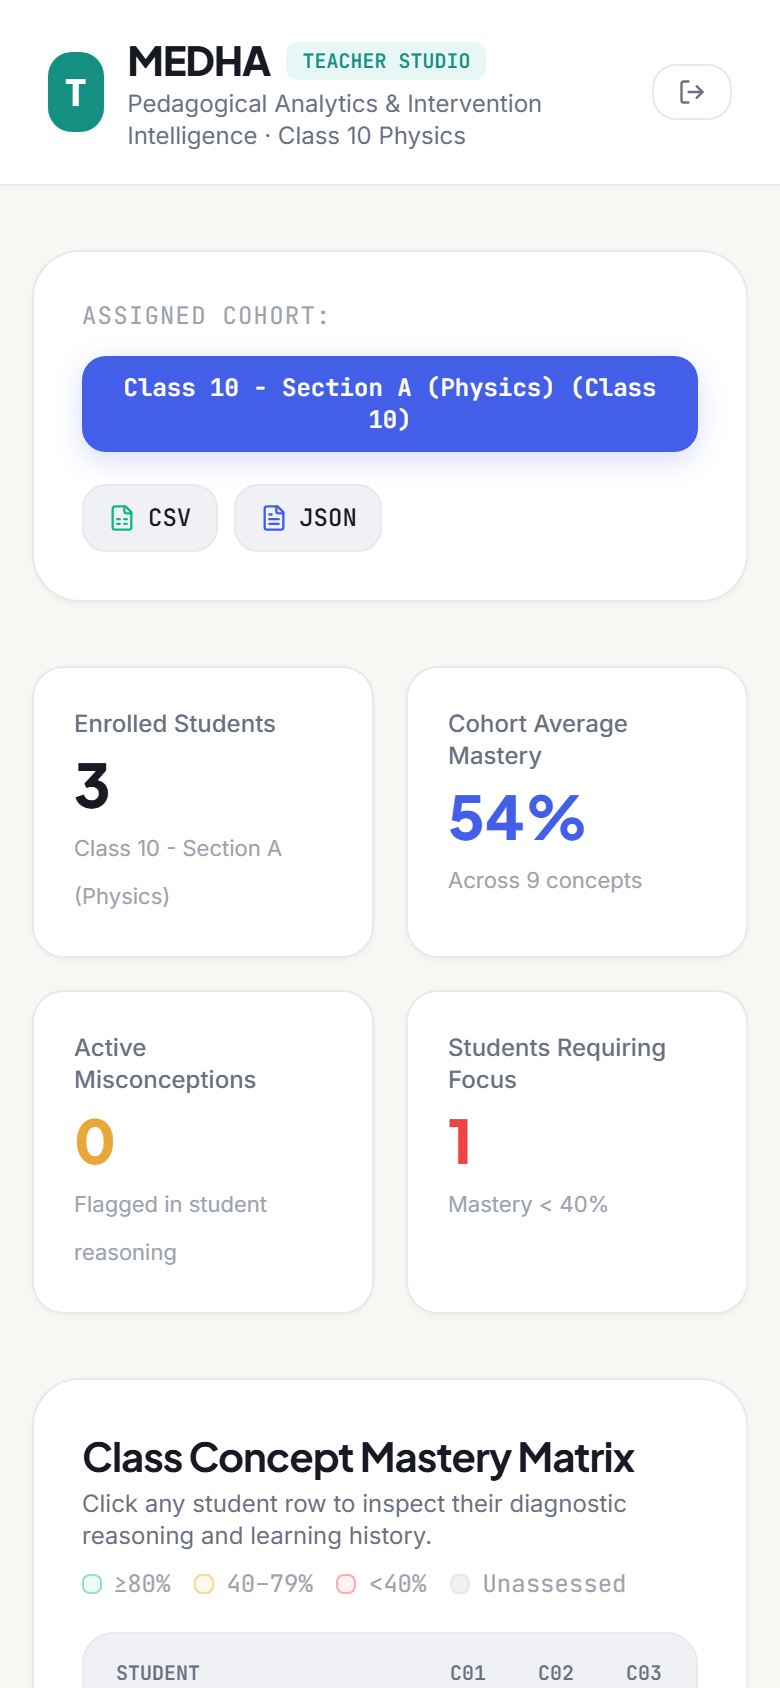 T
MEDHA
TEACHER STUDIO
Pedagogical Analytics & Intervention
Intelligence · Class 10 Physics
ASSIGNED COHORT:
Class 10 - Section A (Physics) (Class
10)
CSV
JSON
Enrolled Students
3
Class 10 - Section A
(Physics)
Cohort Average
Mastery
54%
Across 9 concepts
Active
Misconceptions
0
Flagged in student
reasoning
Students Requiring
Focus
1
Mastery < 40%
Class Concept Mastery Matrix
Click any student row to inspect their diagnostic
reasoning and learning history.
≥80% 40–79% <40% Unassessed
STUDENT C01 C02 C03